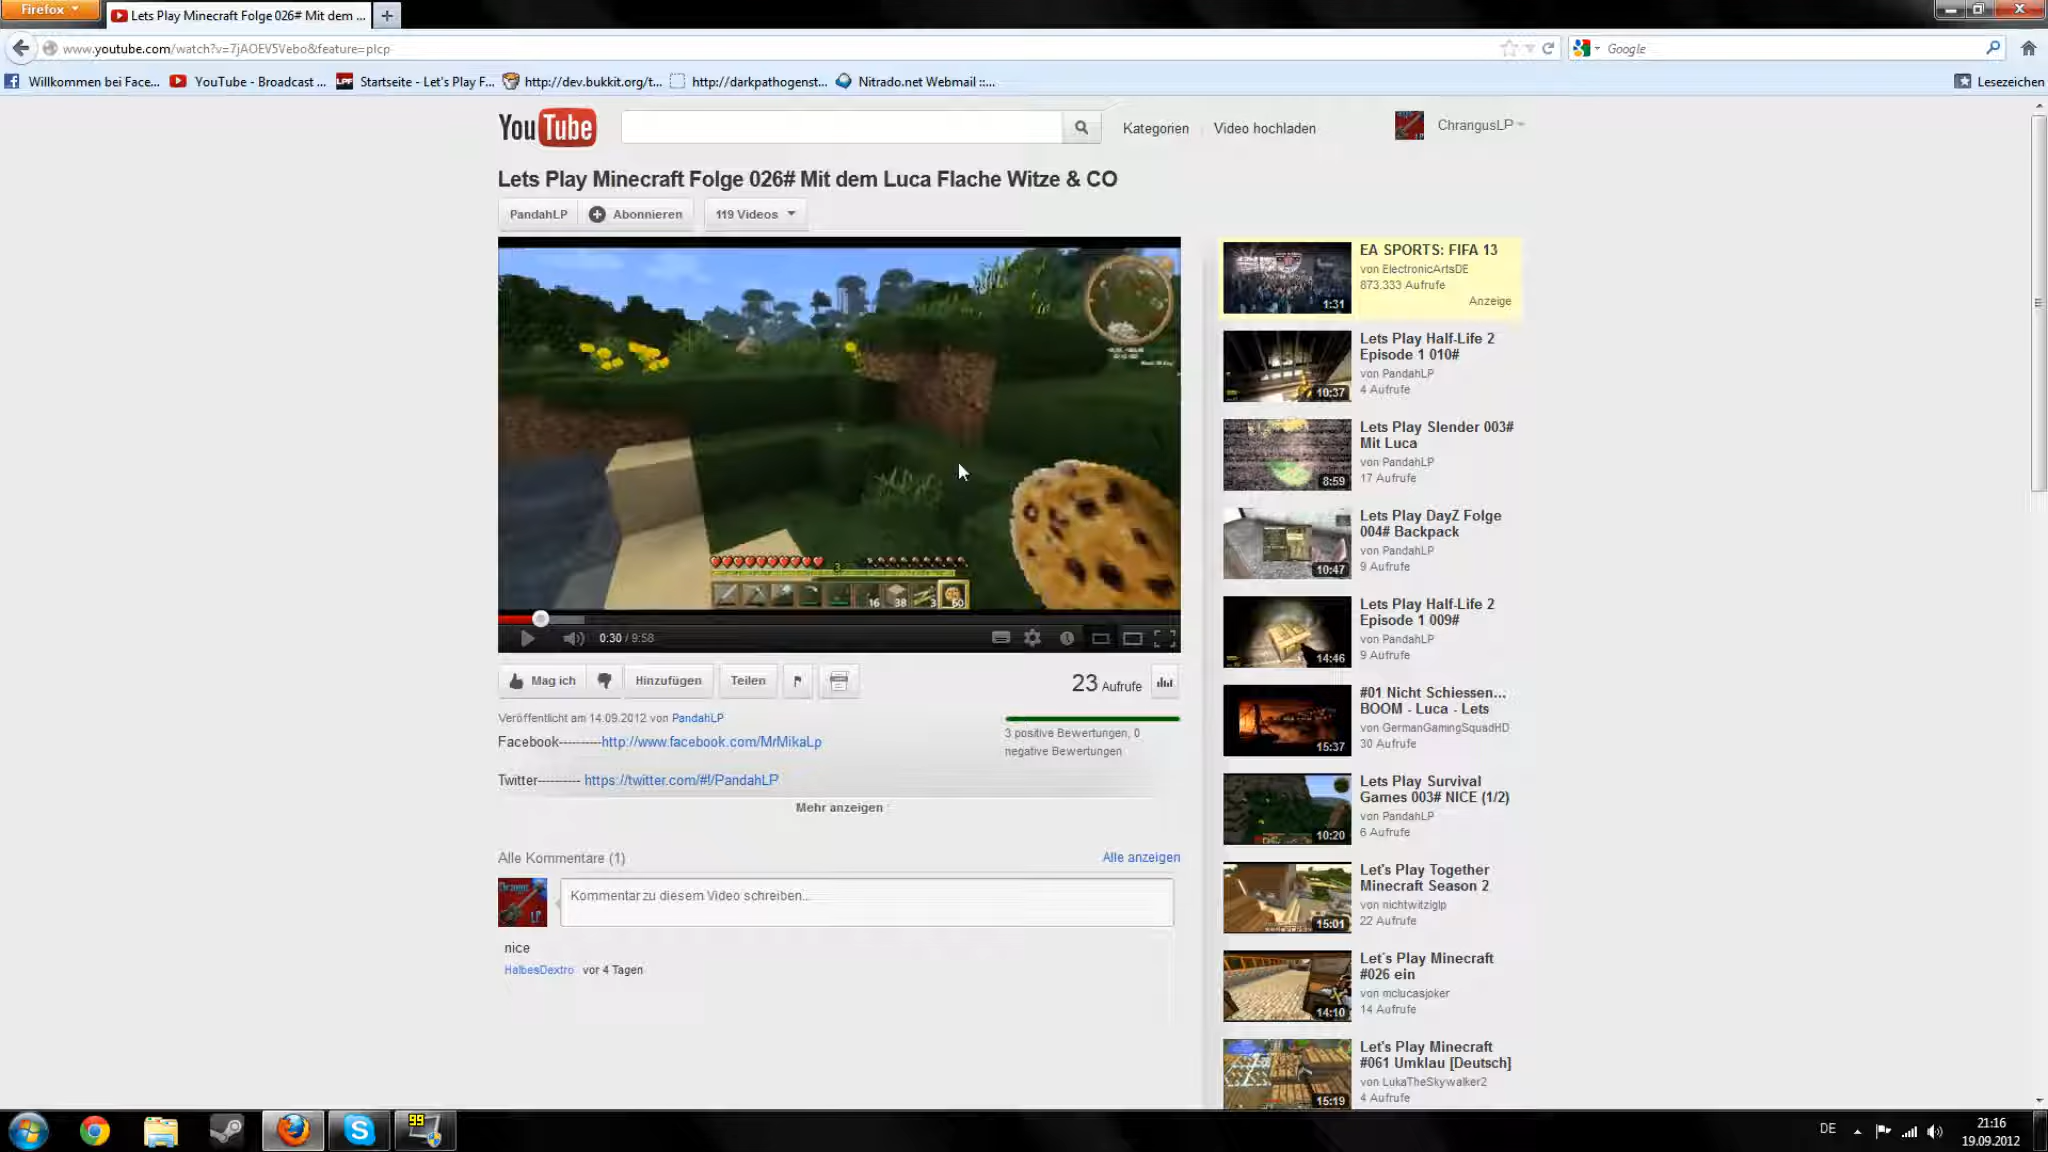 Firefox
Lets Play Minecraft Folge 026# Mit dem ...
www.youtube.com/watch?v=7jAOEV5Vebo&feature=plcp
Google
Willkommen bei Face...
YouTube - Broadcast ...
LPF
Startseite - Let's Play F...
http://dev.bukkit.org/t...
http://darkpathogenst...
Nitrado.net Webmail ::...
Lesezeichen
YouTube
Kategorien
Video hochladen
ChrangusLP
Lets Play Minecraft Folge 026# Mit dem Luca Flache Witze & CO
PandahLP
Abonnieren
119 Videos
3
16
38
3
60
0:30 / 9:58
Mag ich
Hinzufügen
Teilen
23 Aufrufe
Veröffentlicht am 14.09.2012 von PandahLP
3 positive Bewertungen, 0
negative Bewertungen
Facebook----------http://www.facebook.com/MrMikaLp
Twitter---------- https://twitter.com/#!/PandahLP
Mehr anzeigen
Alle Kommentare (1)
Alle anzeigen
LP
Kommentar zu diesem Video schreiben...
nice
HalbesDextro vor 4 Tagen
EA SPORTS: FIFA 13
von ElectronicArtsDE
873.333 Aufrufe
Anzeige
1:31
Lets Play Half-Life 2
Episode 1 010#
von PandahLP
4 Aufrufe
10:37
Lets Play Slender 003#
Mit Luca
von PandahLP
17 Aufrufe
8:59
Lets Play DayZ Folge
004# Backpack
von PandahLP
9 Aufrufe
10:47
Lets Play Half-Life 2
Episode 1 009#
von PandahLP
9 Aufrufe
14:46
#01 Nicht Schiessen...
BOOM - Luca - Lets
von GermanGamingSquadHD
30 Aufrufe
15:37
Lets Play Survival
Games 003# NICE (1/2)
von PandahLP
6 Aufrufe
10:20
Let's Play Together
Minecraft Season 2
von nichtwitziglp
22 Aufrufe
15:01
Let's Play Minecraft
#026 ein
von mclucasjoker
14 Aufrufe
14:10
Let's Play Minecraft
#061 Umklau [Deutsch]
von LukaTheSkywalker2
4 Aufrufe
15:19
99
DE
21:16
19.09.2012